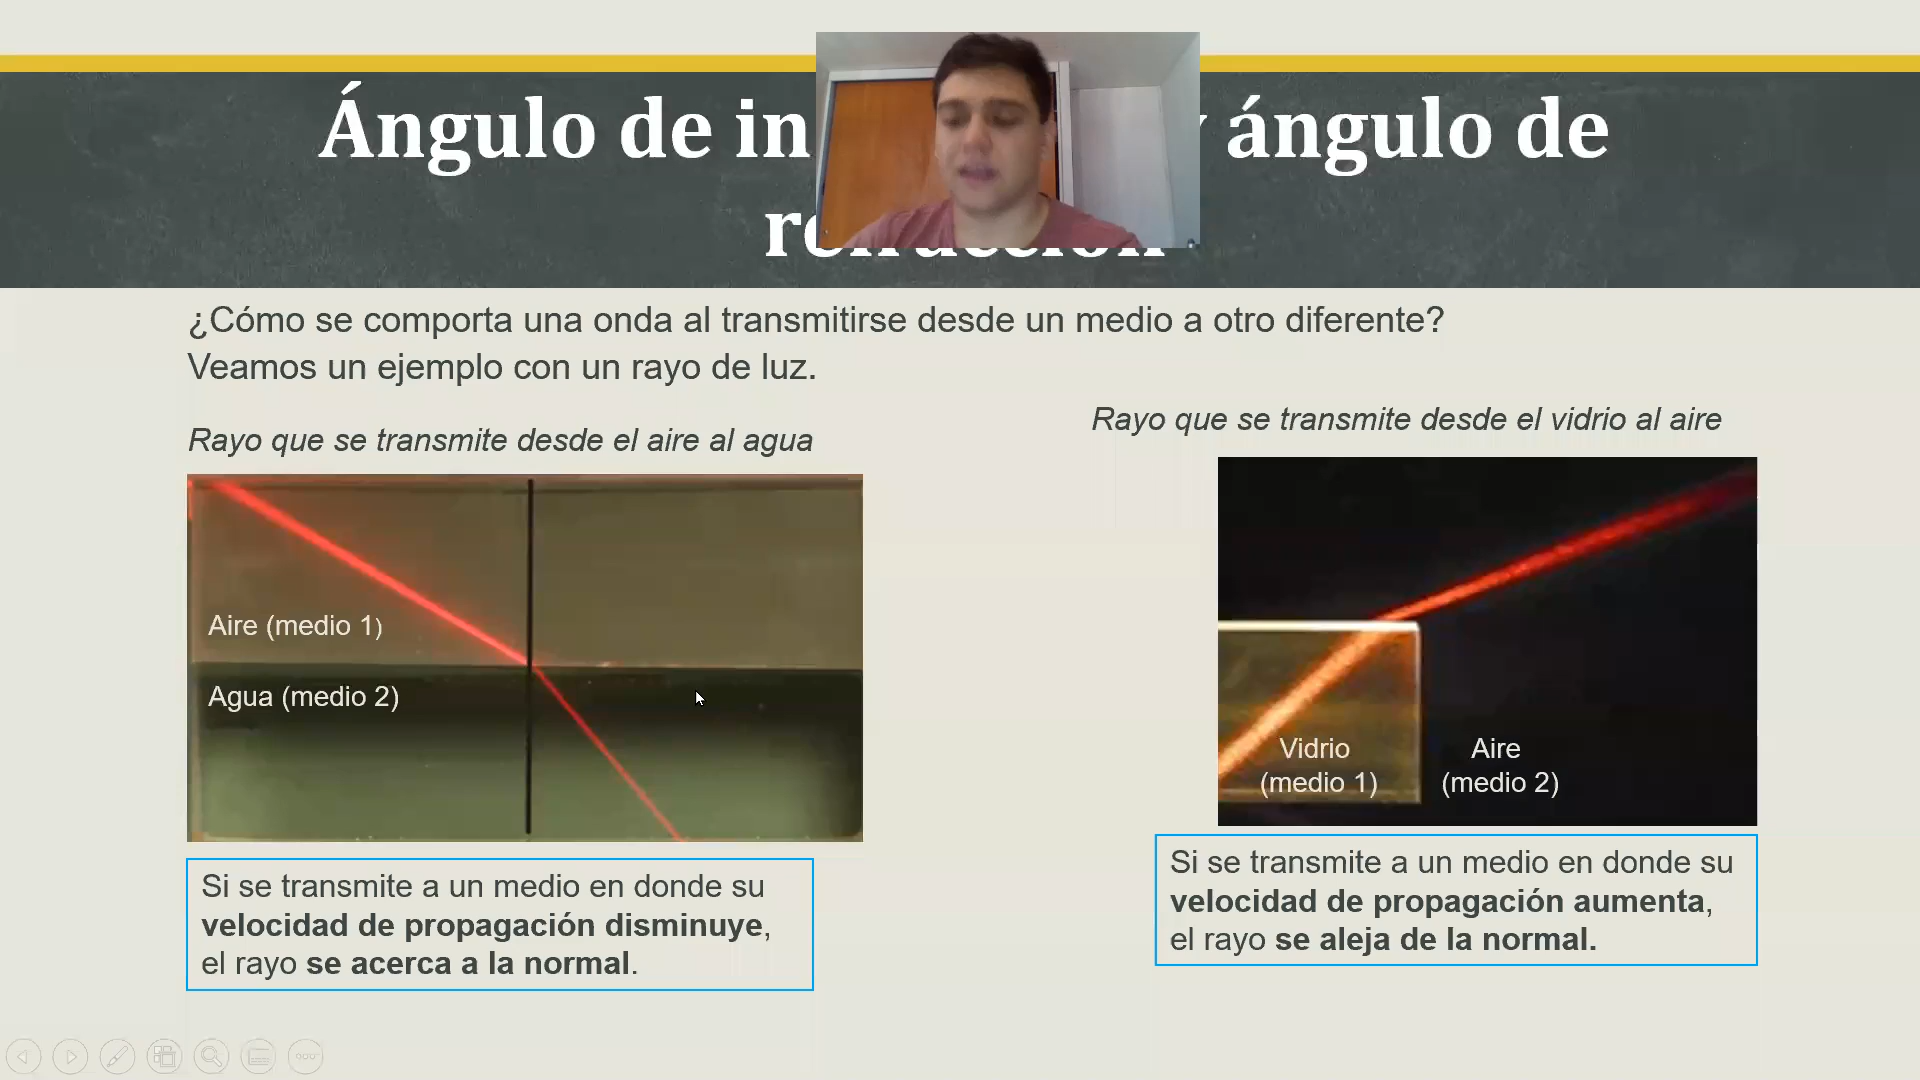 Ángulo de in y ángulo de
refracción
¿Cómo se comporta una onda al transmitirse desde un medio a otro diferente?
Veamos un ejemplo con un rayo de luz.
Rayo que se transmite desde el aire al agua
Aire (medio 1)
Agua (medio 2)
Si se transmite a un medio en donde su
velocidad de propagación disminuye,
el rayo se acerca a la normal.
Rayo que se transmite desde el vidrio al aire
Vidrio
(medio 1)
Aire
(medio 2)
Si se transmite a un medio en donde su
velocidad de propagación aumenta,
el rayo se aleja de la normal.